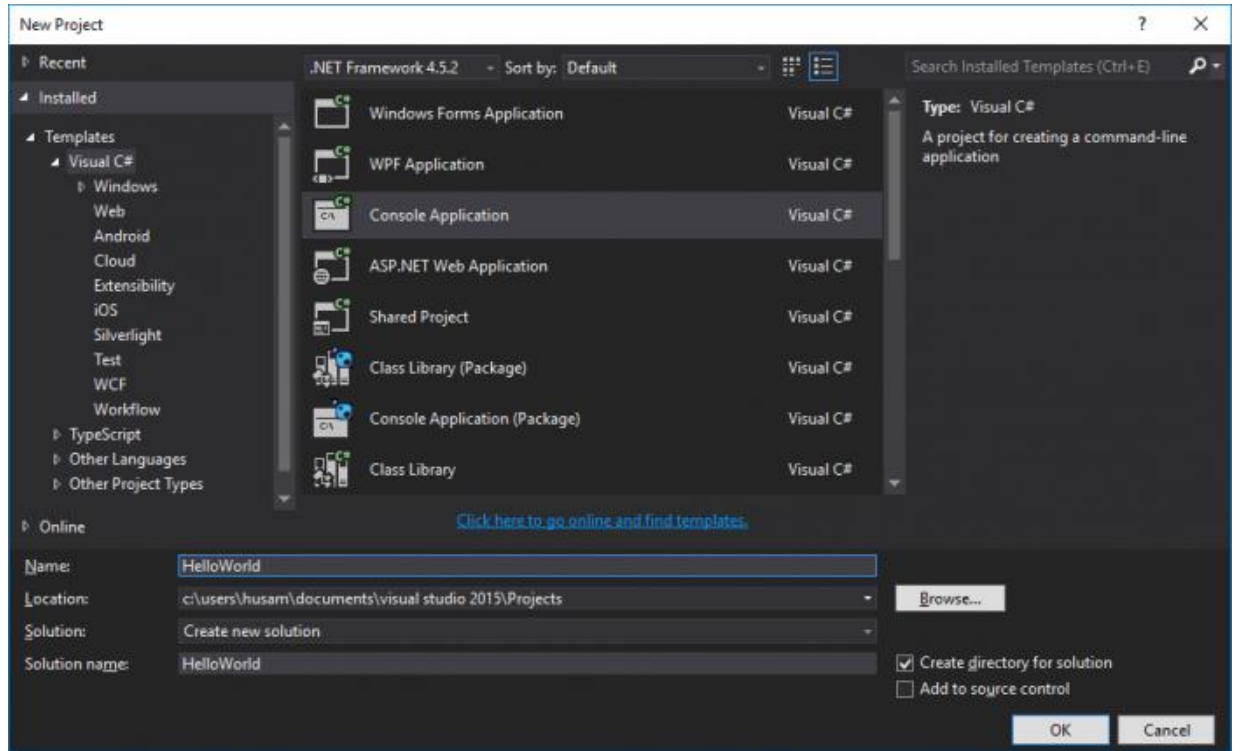 New Project
?
Recent
Installed
Templates
Visual C#
Windows
Web
Android
Cloud
Extensibility
iOS
Silverlight
Test
WCF
Workflow
TypeScript
Other Languages
Other Project Types
Online
.NET Framework 4.5.2 Sort by: Default
Windows Forms Application Visual C#
WPF Application Visual C#
Console Application Visual C#
ASP.NET Web Application Visual C#
Shared Project Visual C#
Class Library (Package) Visual C#
Console Application (Package) Visual C#
Class Library Visual C#
Click here to go online and find templates.
Search Installed Templates (Ctrl+E)
Type: Visual C#
A project for creating a command-line
application
Name: HelloWorld
Location: c:\users\husam\documents\visual studio 2015\Projects
Browse...
Solution: Create new solution
Solution name: HelloWorld
Create directory for solution
Add to source control
OK Cancel